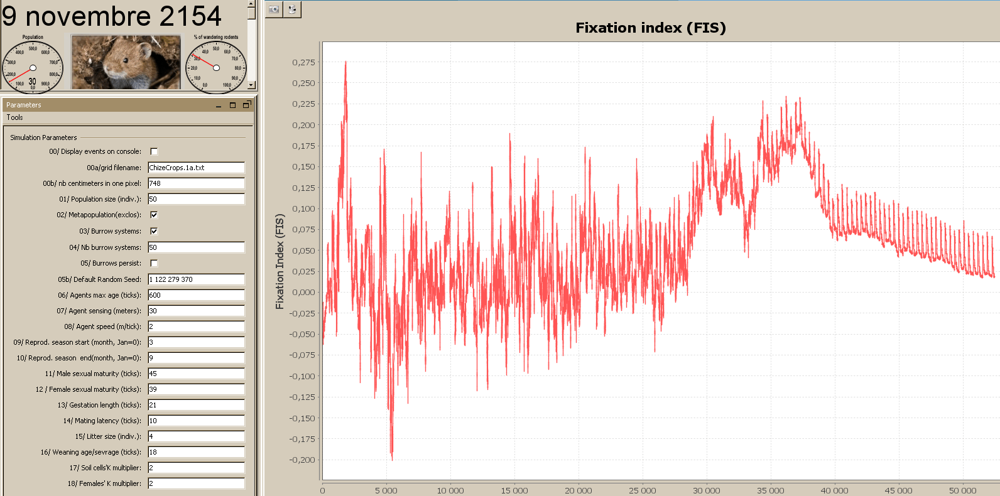 9 novembre 2154
Population
500,0
400,0 600,0
300,0 700,0
200,0 800,0
100,0 900,0
0,0
30
% of wandering rodents
50,0
40,0 60,0
30,0 70,0
20,0 80,0
10,0 90,0
0,0 100,0
Parameters
Tools
Simulation Parameters
00/ Display events on console:
00a/grid filename: ChizeCrops.1a.txt
00b/ nb centimeters in one pixel: 748
01/ Population size (indiv.): 50
02/ Metapopulation(exclos):
03/ Burrow systems:
04/ Nb burrow systems: 50
05/ Burrows persist:
05b/ Default Random Seed: 1 122 279 370
06/ Agents max age (ticks): 600
07/ Agent sensing (meters): 30
08/ Agent speed (m/tick): 2
09/ Reprod. season start (month, Jan=0): 3
10/ Reprod. season  end(month, Jan=0): 9
11/ Male sexual maturity (ticks): 45
12 / Female sexual maturity (ticks): 39
13/ Gestation length (ticks): 21
14/ Mating latency (ticks): 10
15/ Litter size (indiv.): 4
16/ Weaning age/sevrage (ticks): 18
17/ Soil cells'K multiplier: 2
18/ Females' K multiplier: 2
Fixation index (FIS)
Fixation Index (FIS)
0,275
0,250
0,225
0,200
0,175
0,150
0,125
0,100
0,075
0,050
0,025
0,000
-0,025
-0,050
-0,075
-0,100
-0,125
-0,150
-0,175
-0,200
0 5 000 10 000 15 000 20 000 25 000 30 000 35 000 40 000 45 000 50 000